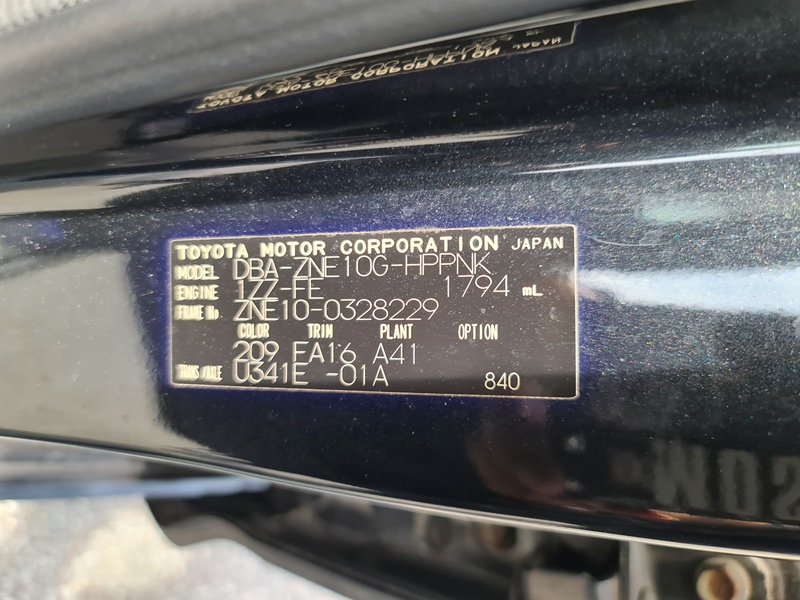 TOYOTA MOTOR CORPORATION JAPAN
MODEL DBA-ZNE10G-HPPNK
ENGINE 1ZZ-FE 1794 mL
FRAME No. ZNE10-0328229
COLOR TRIM PLANT OPTION
209 FA16 A41
TRANS/AXLE U341E -01A 840